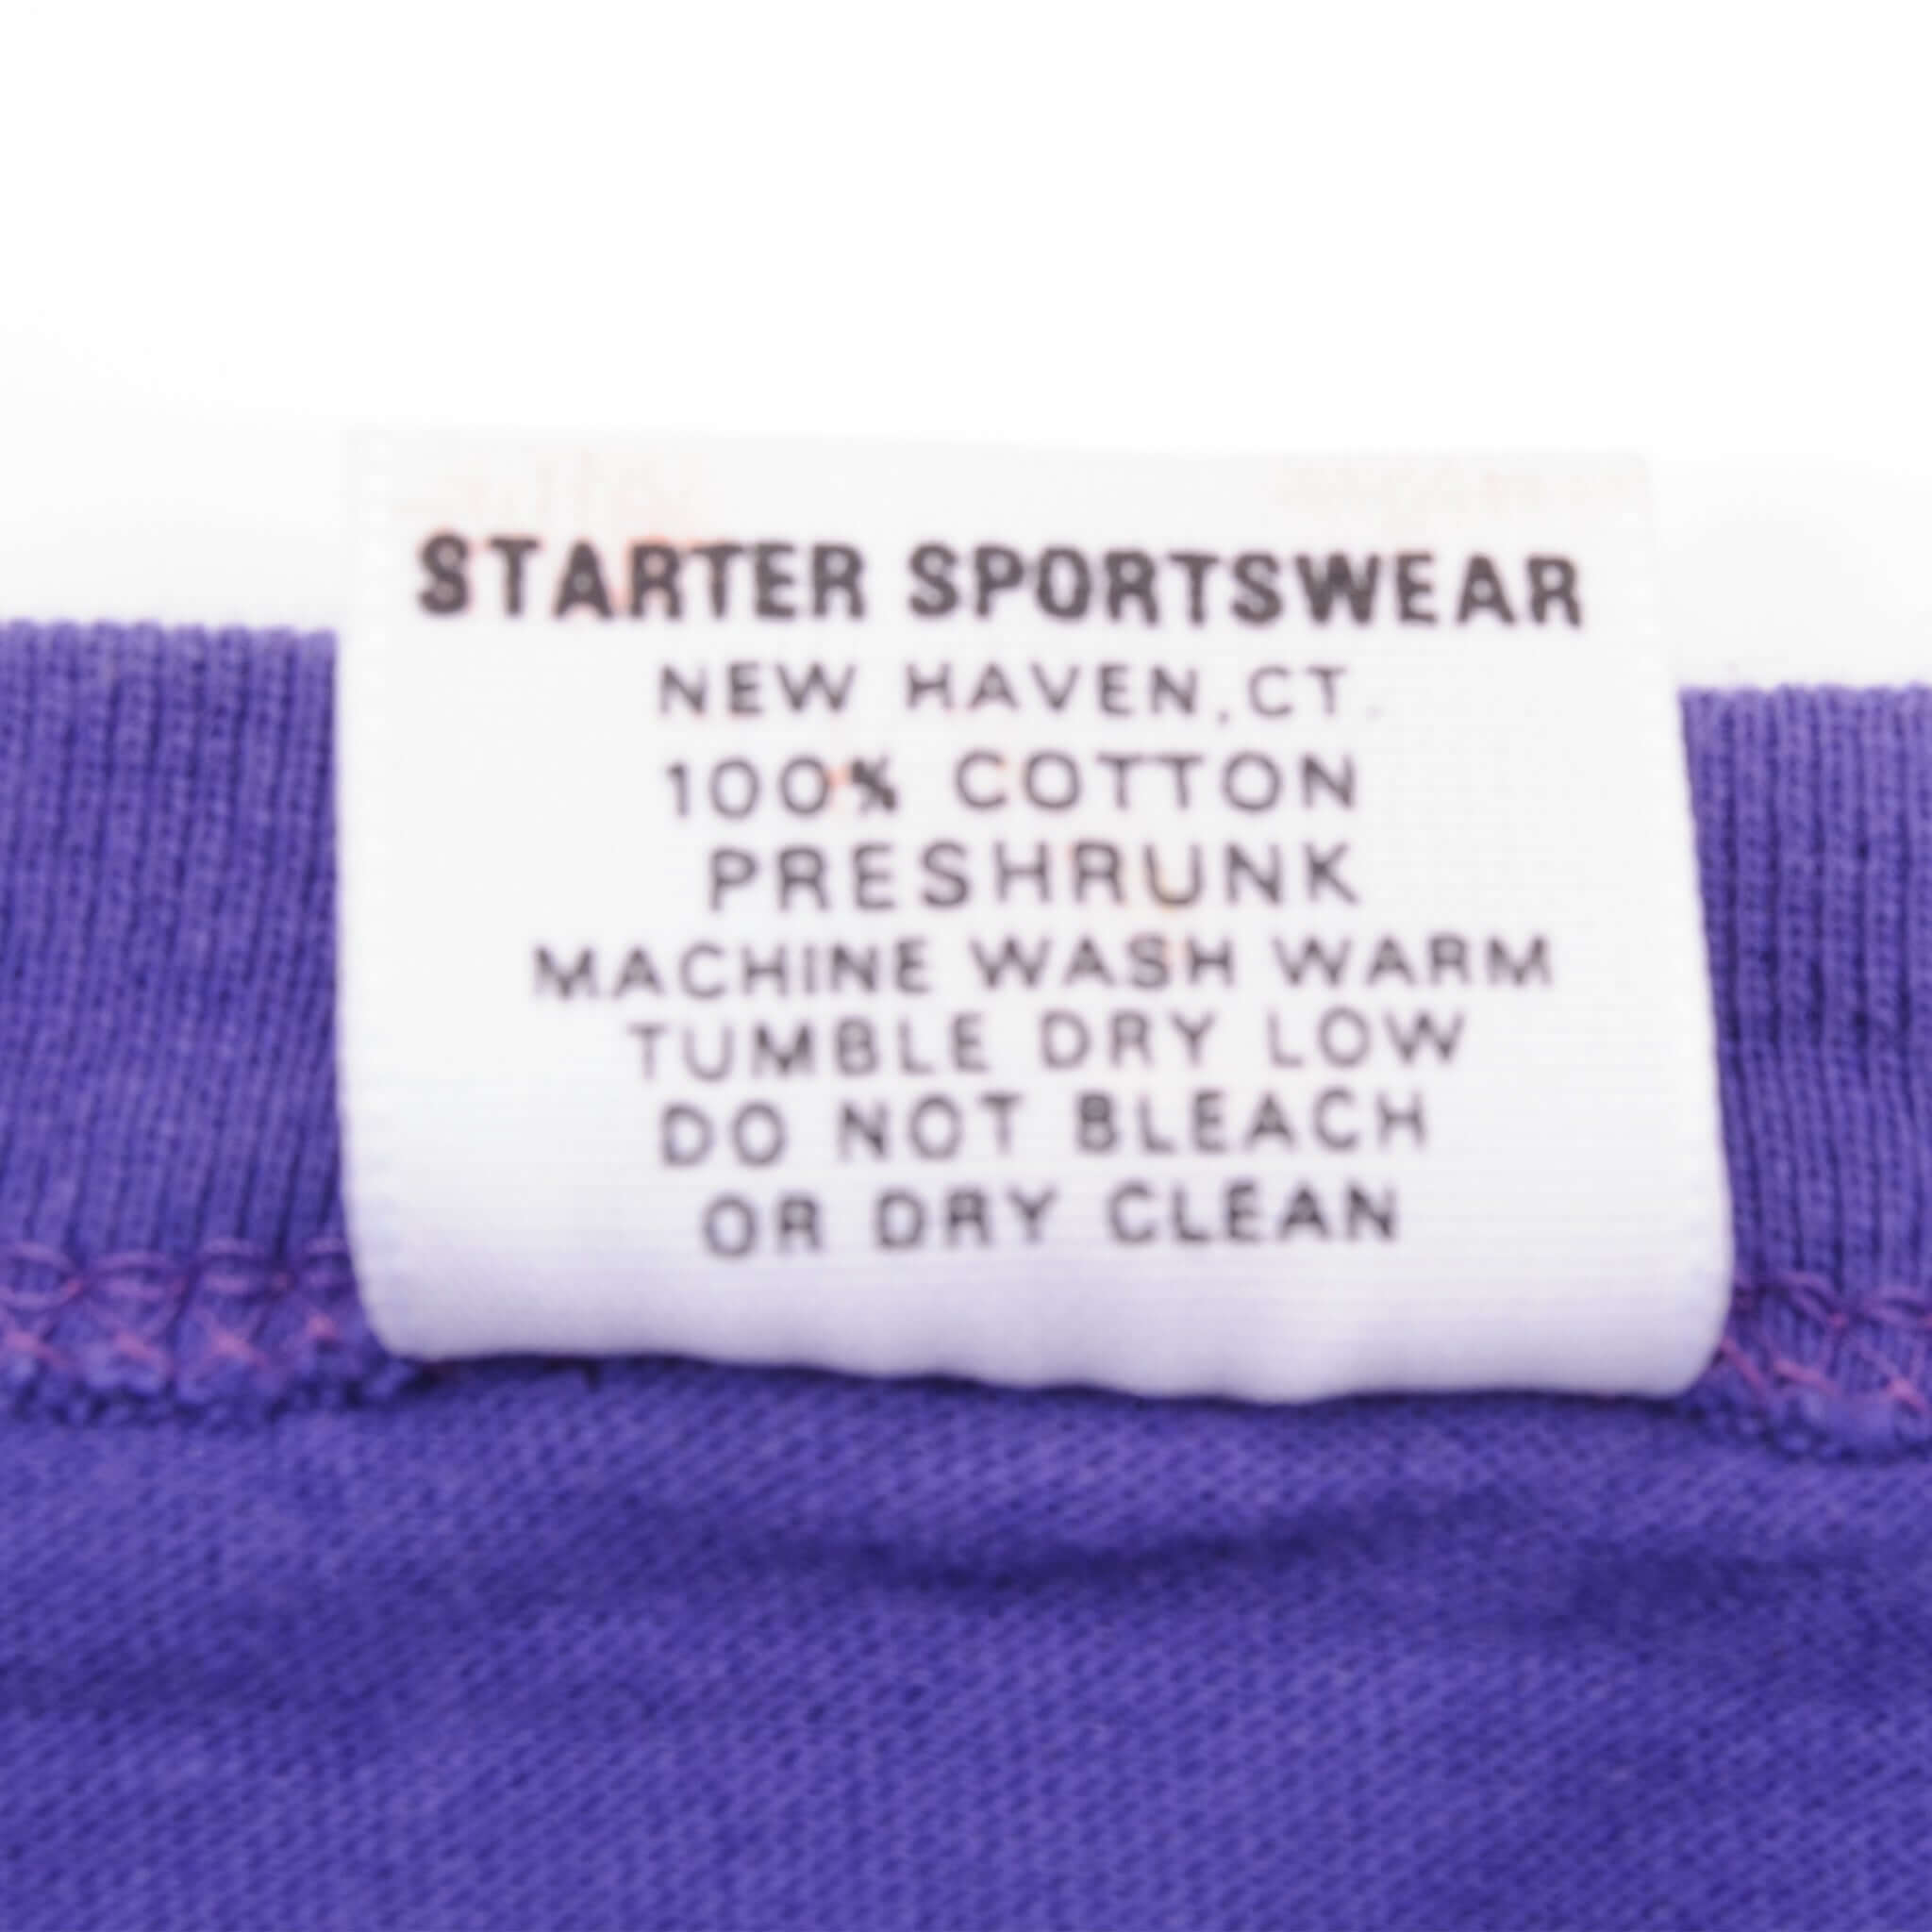 STARTER SPORTSWEAR
NEW HAVEN, CT.
100% COTTON
PRESHRUNK
MACHINE WASH WARM
TUMBLE DRY LOW
DO NOT BLEACH
OR DRY CLEAN